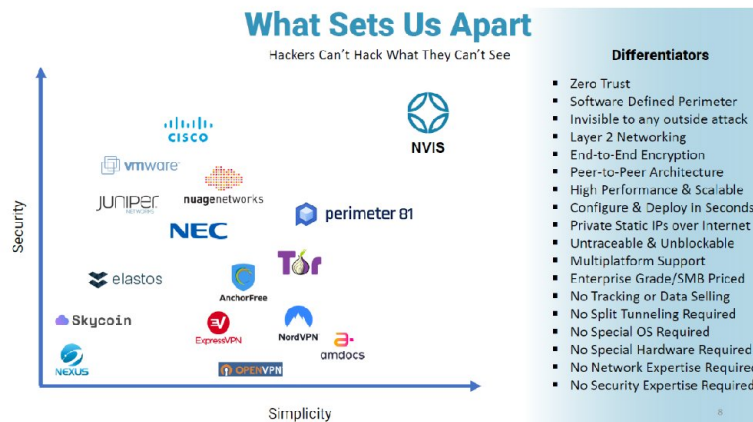 What Sets Us Apart
Hackers Can't Hack What They Can't See
Security
CISCO
NVIS
vmware
nuagenetworks
JUNIPER
NETWORKS
perimeter 81
NEC
Tor
elastos
AnchorFree
Skycoin
ExpressVPN
NordVPN
amdocs
NEXUS
OPENVPN
Simplicity
Differentiators
▪ Zero Trust
▪ Software Defined Perimeter
▪ Invisible to any outside attack
▪ Layer 2 Networking
▪ End-to-End Encryption
▪ Peer-to-Peer Architecture
▪ High Performance & Scalable
▪ Configure & Deploy in Seconds
▪ Private Static IPs over Internet
▪ Untraceable & Unblockable
▪ Multiplatform Support
▪ Enterprise Grade/SMB Priced
▪ No Tracking or Data Selling
▪ No Split Tunneling Required
▪ No Special OS Required
▪ No Special Hardware Required
▪ No Network Expertise Required
▪ No Security Expertise Required
8